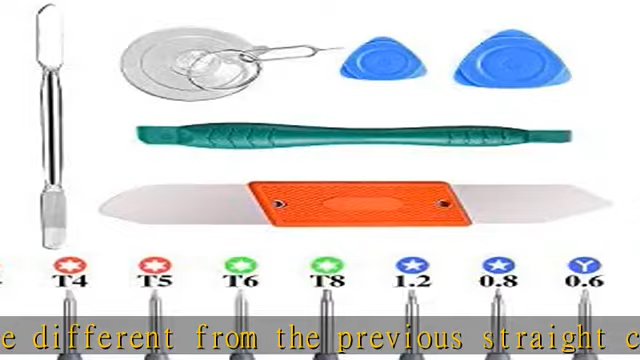 T4 T5 T6 T8 1.2 0.8 0.6
e different from the previous straight c